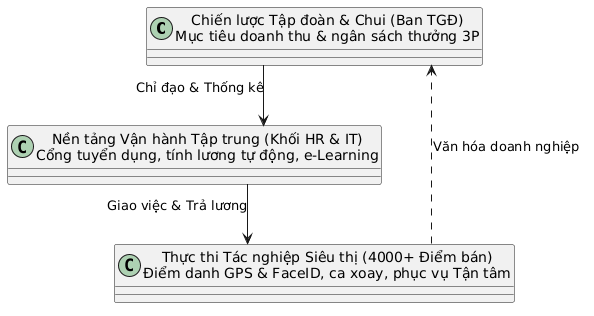 C Chiến lược Tập đoàn & Chui (Ban TGĐ)
Mục tiêu doanh thu & ngân sách thưởng 3P
Chỉ đạo & Thống kê
C Nền tảng Vận hành Tập trung (Khối HR & IT)
Cổng tuyển dụng, tính lương tự động, e-Learning
Văn hóa doanh nghiệp
Giao việc & Trả lương
C Thực thi Tác nghiệp Siêu thị (4000+ Điểm bán)
Điểm danh GPS & FaceID, ca xoay, phục vụ Tận tâm